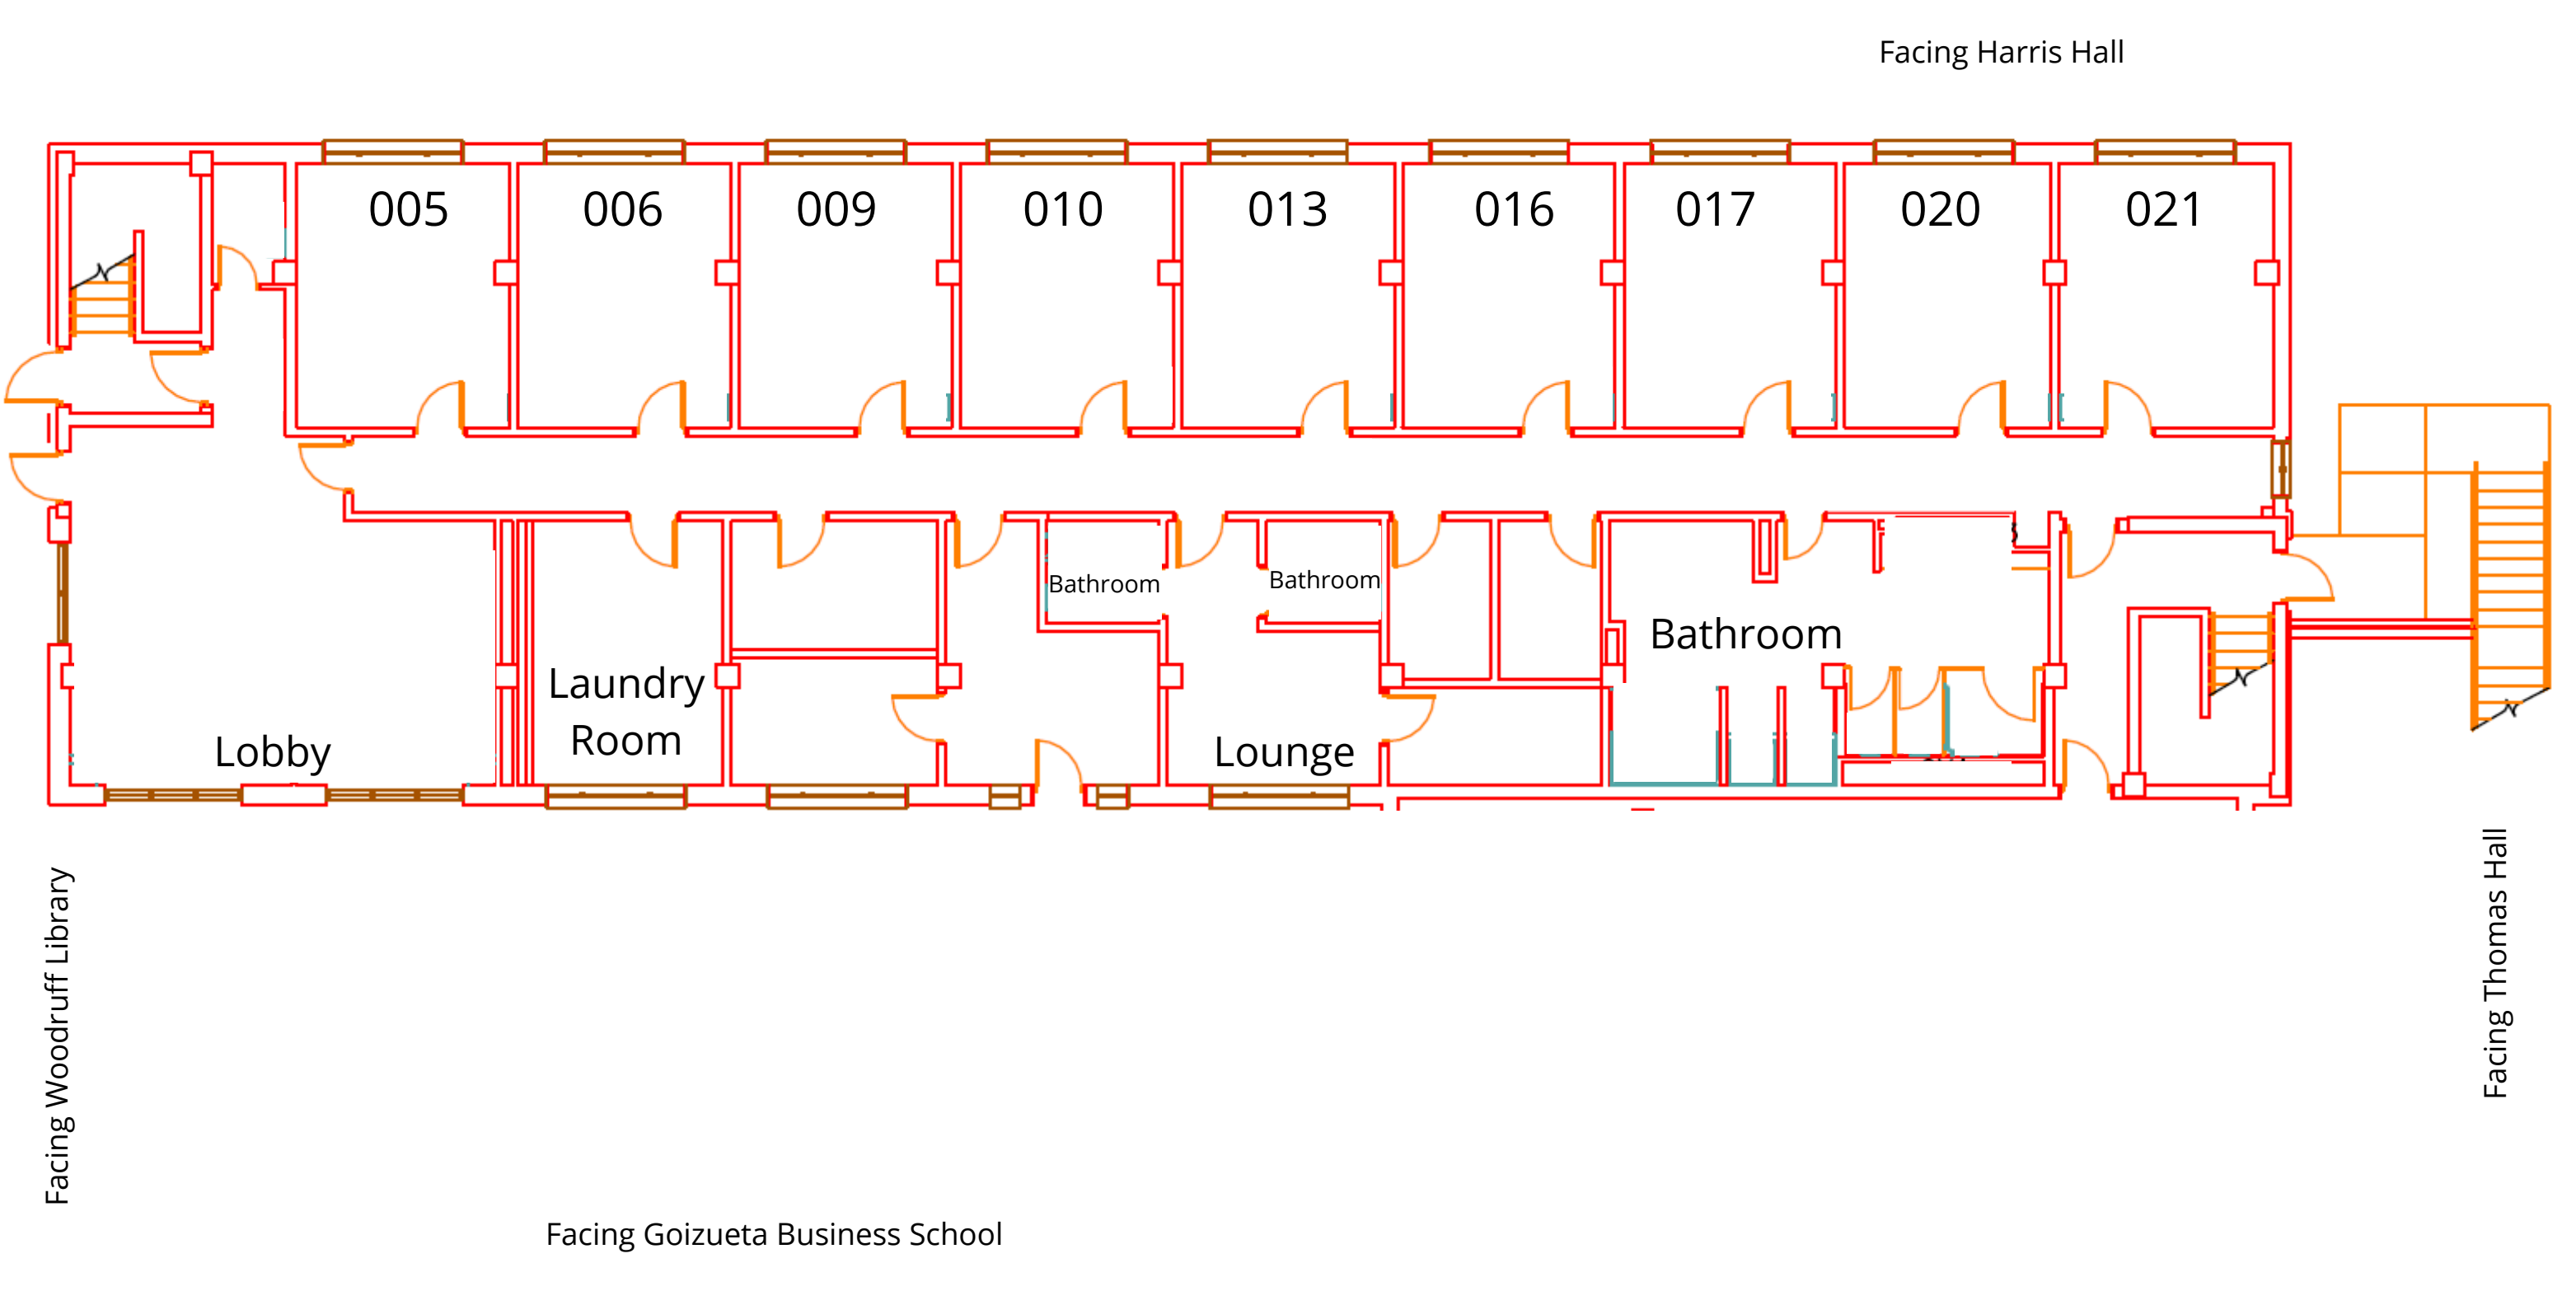 Facing Harris Hall
005
006
009
010
013
016
017
020
021
Bathroom
Bathroom
Bathroom
Laundry
Room
Lobby
Lounge
Facing Woodruff Library
Facing Thomas Hall
Facing Goizueta Business School